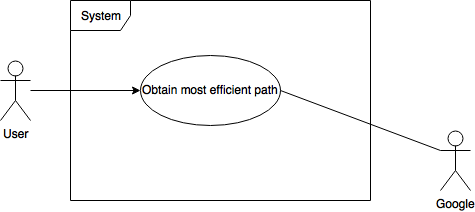 System
Obtain most efficient path
User
Google